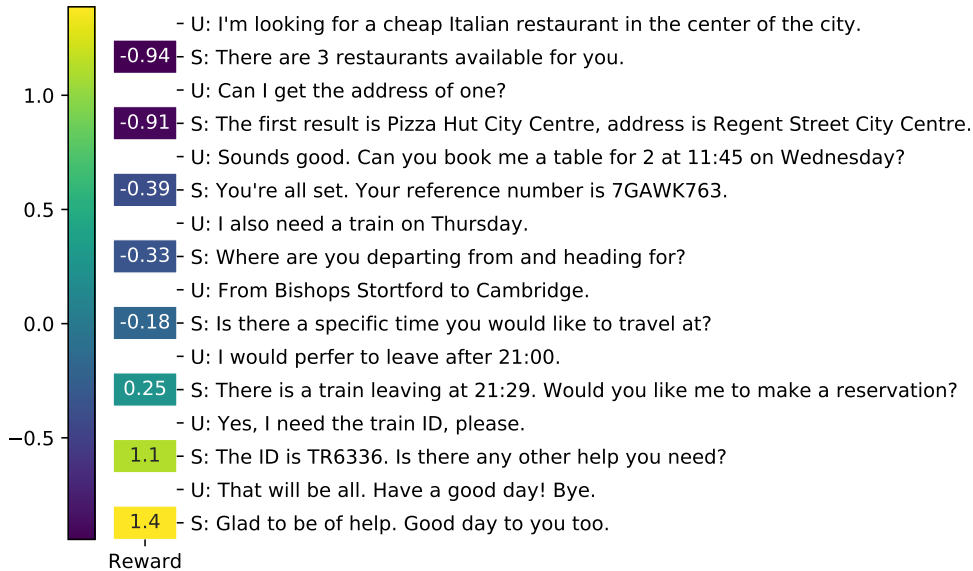 U: I'm looking for a cheap Italian restaurant in the center of the city.
-0.94 S: There are 3 restaurants available for you.
1.0 U: Can I get the address of one?
-0.91 S: The first result is Pizza Hut City Centre, address is Regent Street City Centre.
U: Sounds good. Can you book me a table for 2 at 11:45 on Wednesday?
-0.39 S: You're all set. Your reference number is 7GAWK763.
0.5 U: I also need a train on Thursday.
-0.33 S: Where are you departing from and heading for?
U: From Bishops Stortford to Cambridge.
0.0 -0.18 S: Is there a specific time you would like to travel at?
U: I would perfer to leave after 21:00.
0.25 S: There is a train leaving at 21:29. Would you like me to make a reservation?
−0.5 U: Yes, I need the train ID, please.
1.1 S: The ID is TR6336. Is there any other help you need?
U: That will be all. Have a good day! Bye.
1.4 S: Glad to be of help. Good day to you too.
Reward